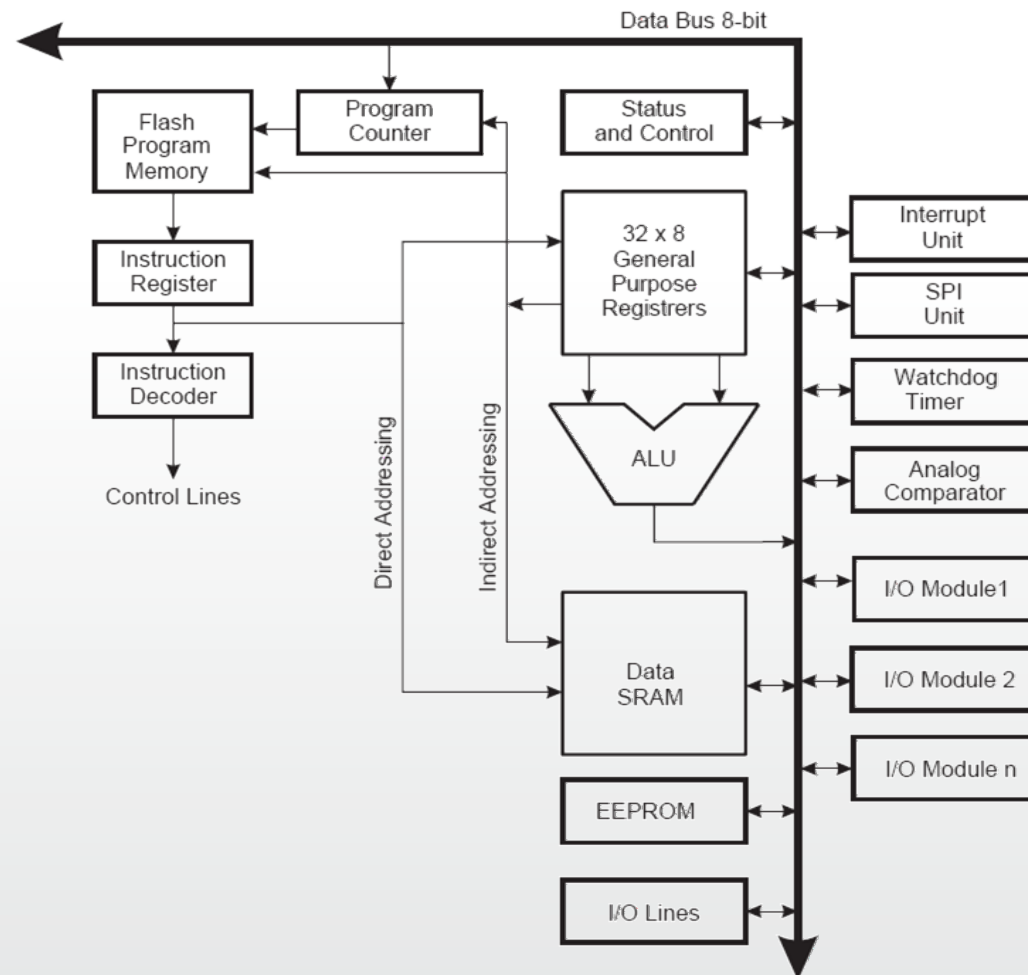 Data Bus 8-bit
Flash
Program
Memory
Program
Counter
Status
and Control
Instruction
Register
32 x 8
General
Purpose
Registrers
Instruction
Decoder
Control Lines
Direct Addressing
Indirect Addressing
ALU
Data
SRAM
EEPROM
I/O Lines
Interrupt
Unit
SPI
Unit
Watchdog
Timer
Analog
Comparator
I/O Module1
I/O Module 2
I/O Module n